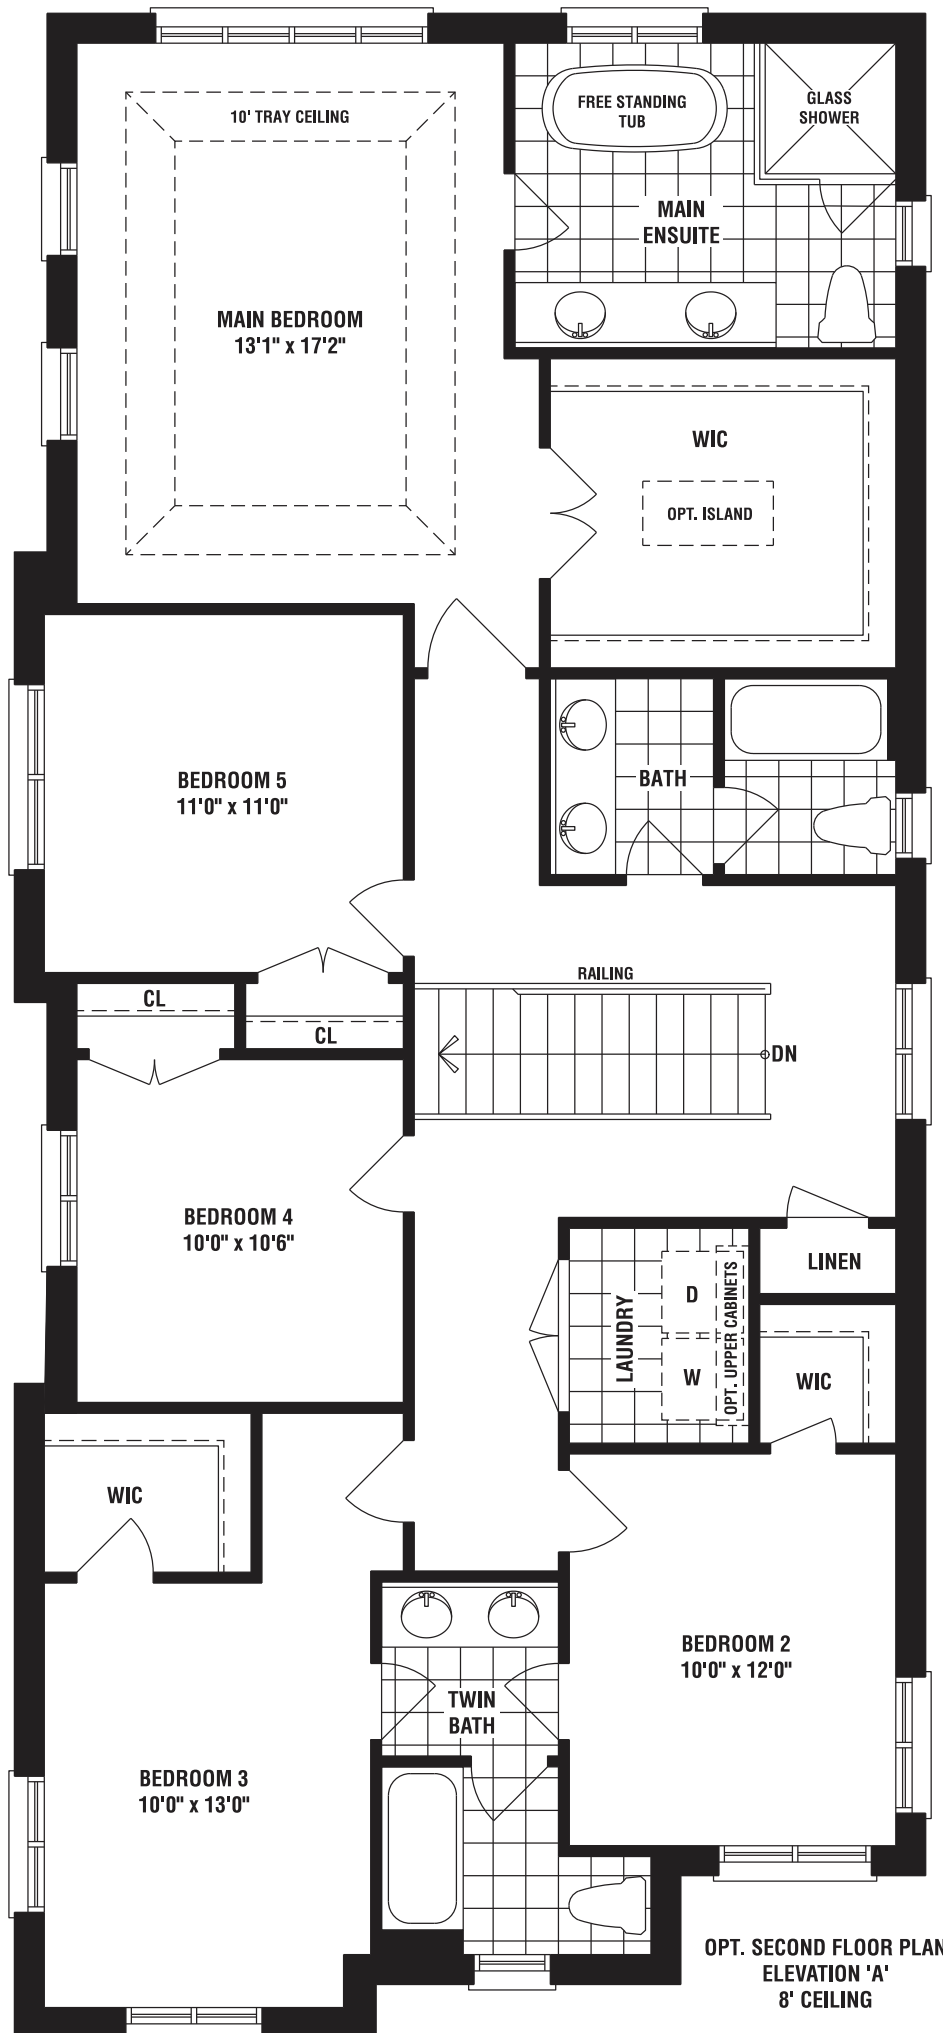 10' TRAY CEILING
FREE STANDING
TUB
GLASS
SHOWER
MAIN
ENSUITE
MAIN BEDROOM
13'1" x 17'2"
WIC
OPT. ISLAND
BEDROOM 5
11'0" x 11'0"
BATH
RAILING
CL
CL
DN
BEDROOM 4
10'0" x 10'6"
LAUNDRY
D
W
OPT. UPPER CABINETS
LINEN
WIC
WIC
BEDROOM 2
10'0" x 12'0"
TWIN
BATH
BEDROOM 3
10'0" x 13'0"
OPT. SECOND FLOOR PLAN
ELEVATION 'A'
8' CEILING